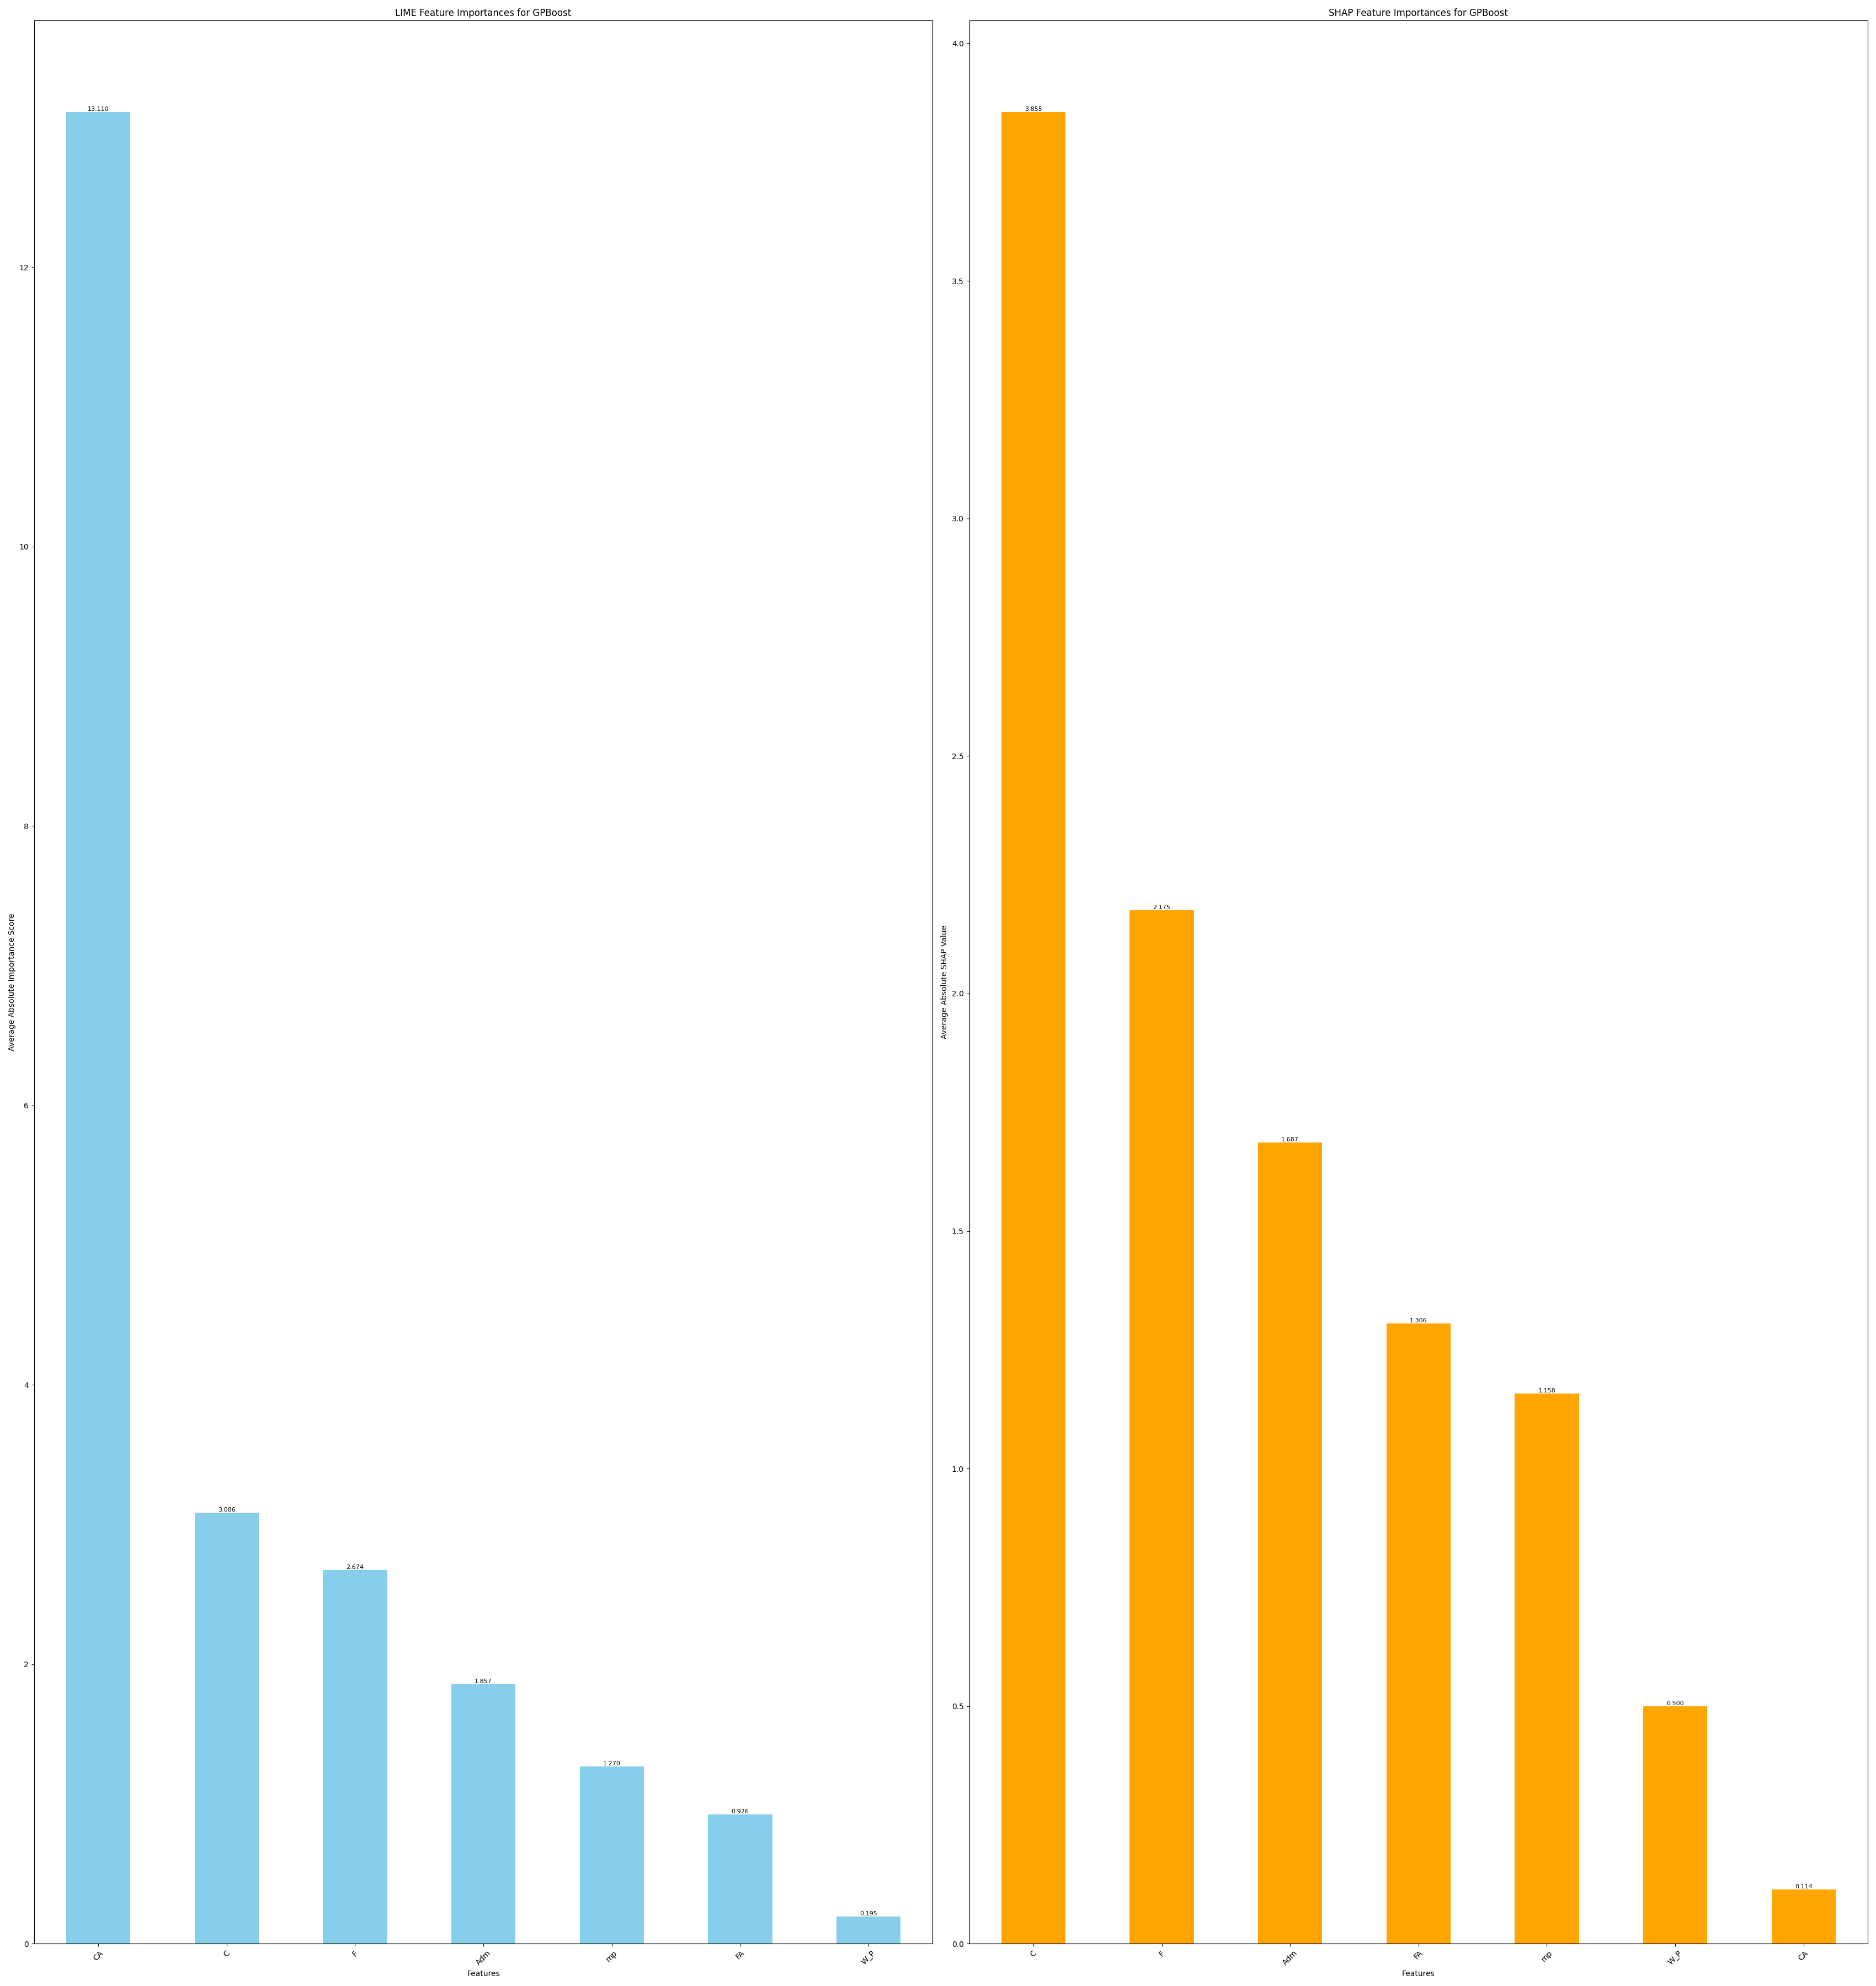 LIME Feature Importances for GPBoost
Average Absolute Importance Score
12
10
8
6
4
2
0
13.110
3.086
2.674
1.857
1.270
0.926
0.195
CA
C
F
Adm
mp
FA
W_P
Features
SHAP Feature Importances for GPBoost
Average Absolute SHAP Value
4.0
3.5
3.0
2.5
2.0
1.5
1.0
0.5
0.0
3.855
2.175
1.687
1.306
1.158
0.500
0.114
C
F
Adm
FA
mp
W_P
CA
Features